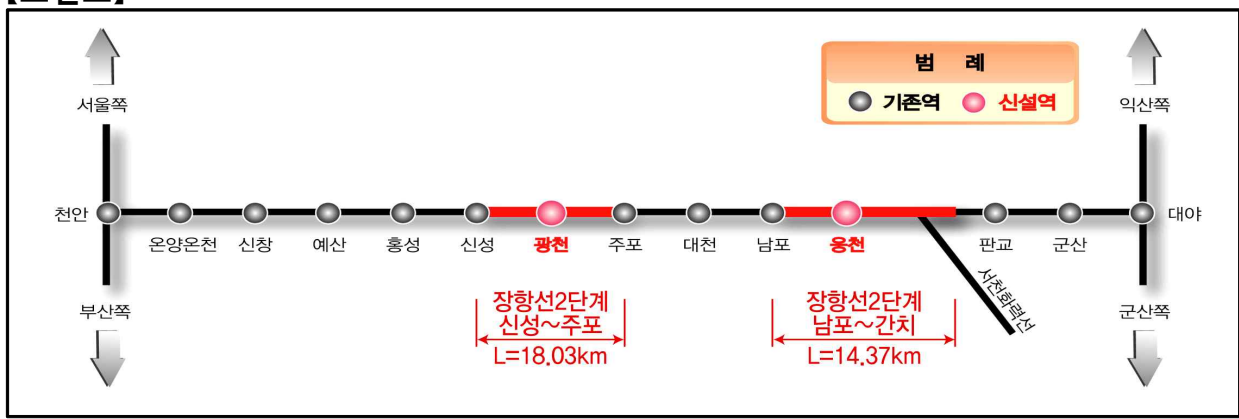 범 례
기존역 신설역
서울쪽
익산쪽
천안
대야
온양온천 신창 예산 홍성 신성 광천 주포 대천 남포 웅천 판교 군산
서천화력선
부산쪽
군산쪽
장항선2단계
신성~주포
L=18.03km
장항선2단계
남포~간치
L=14.37km